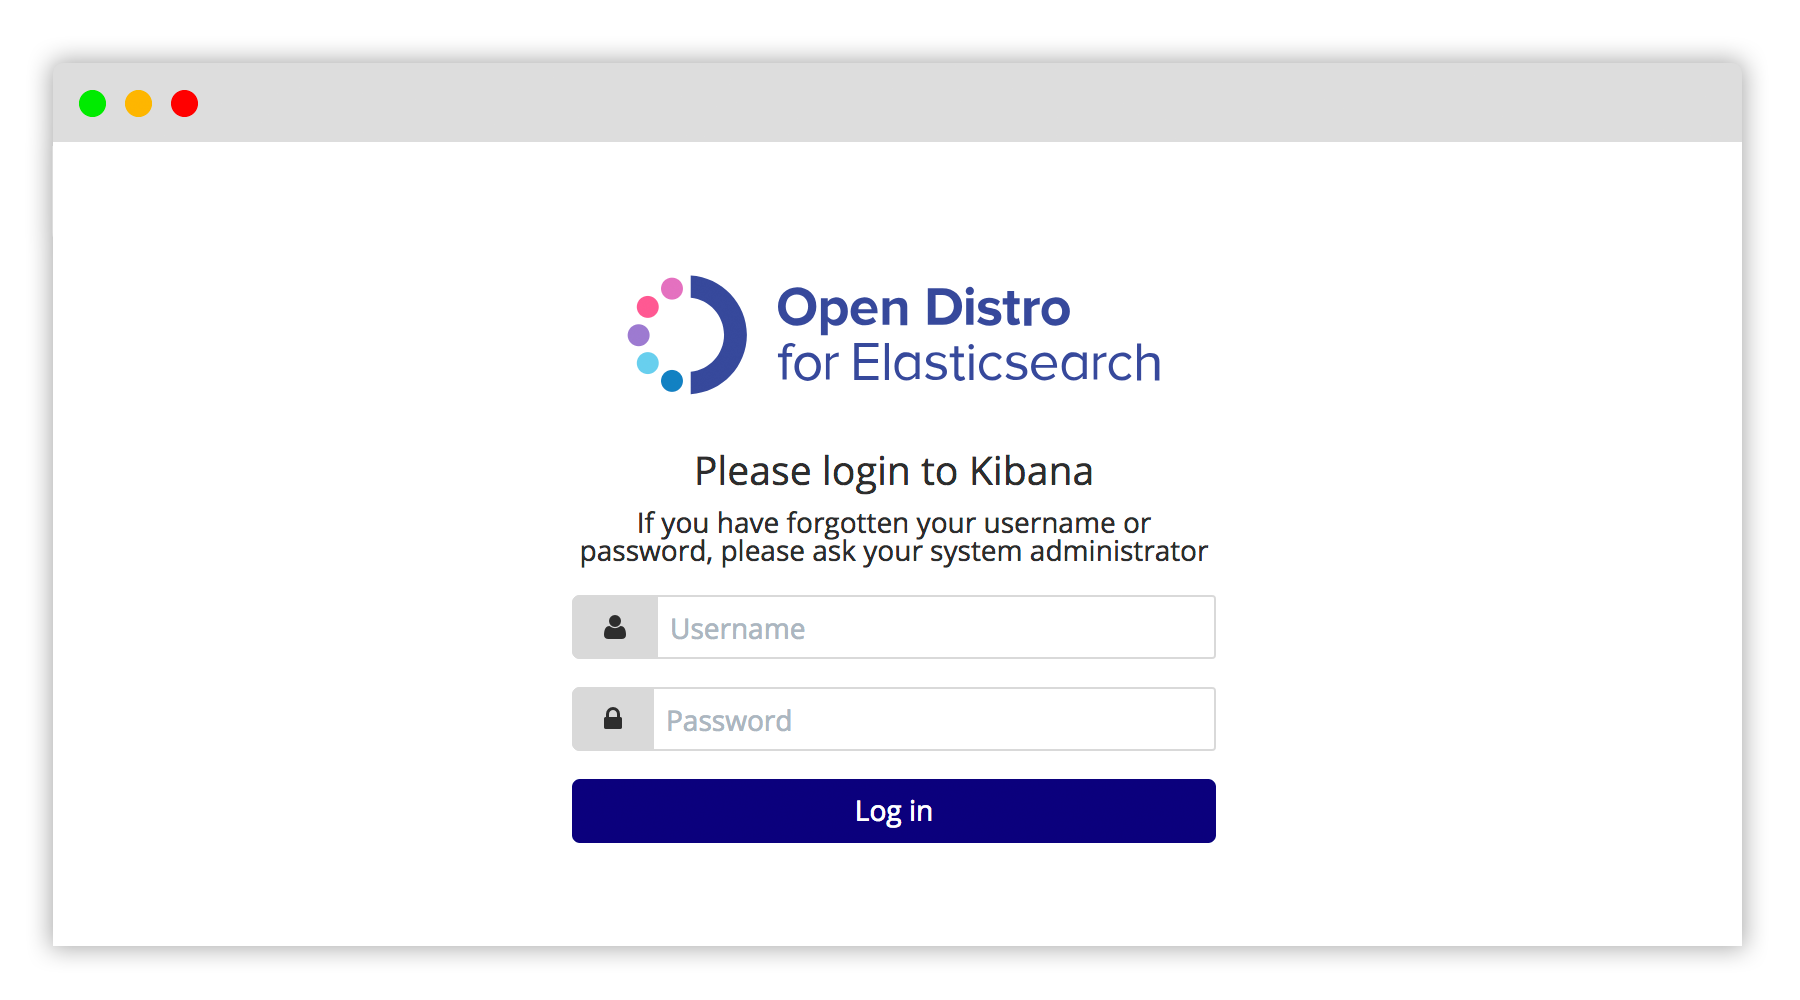 Open Distro
for Elasticsearch
Please login to Kibana
If you have forgotten your username or
password, please ask your system administrator
Username
Password
Log in